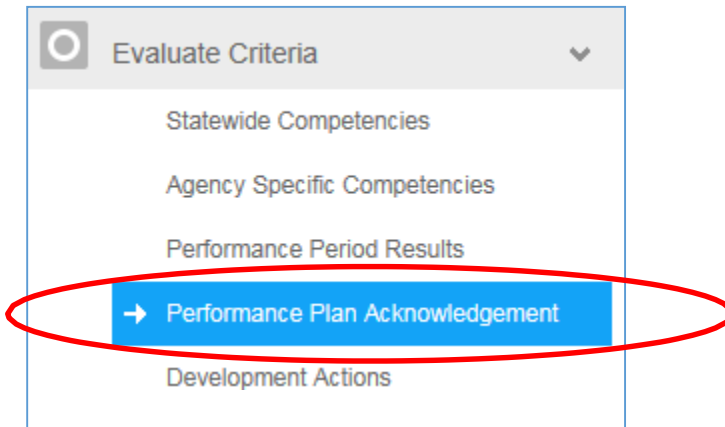 Evaluate Criteria
Statewide Competencies
Agency Specific Competencies
Performance Period Results
Performance Plan Acknowledgement
Development Actions